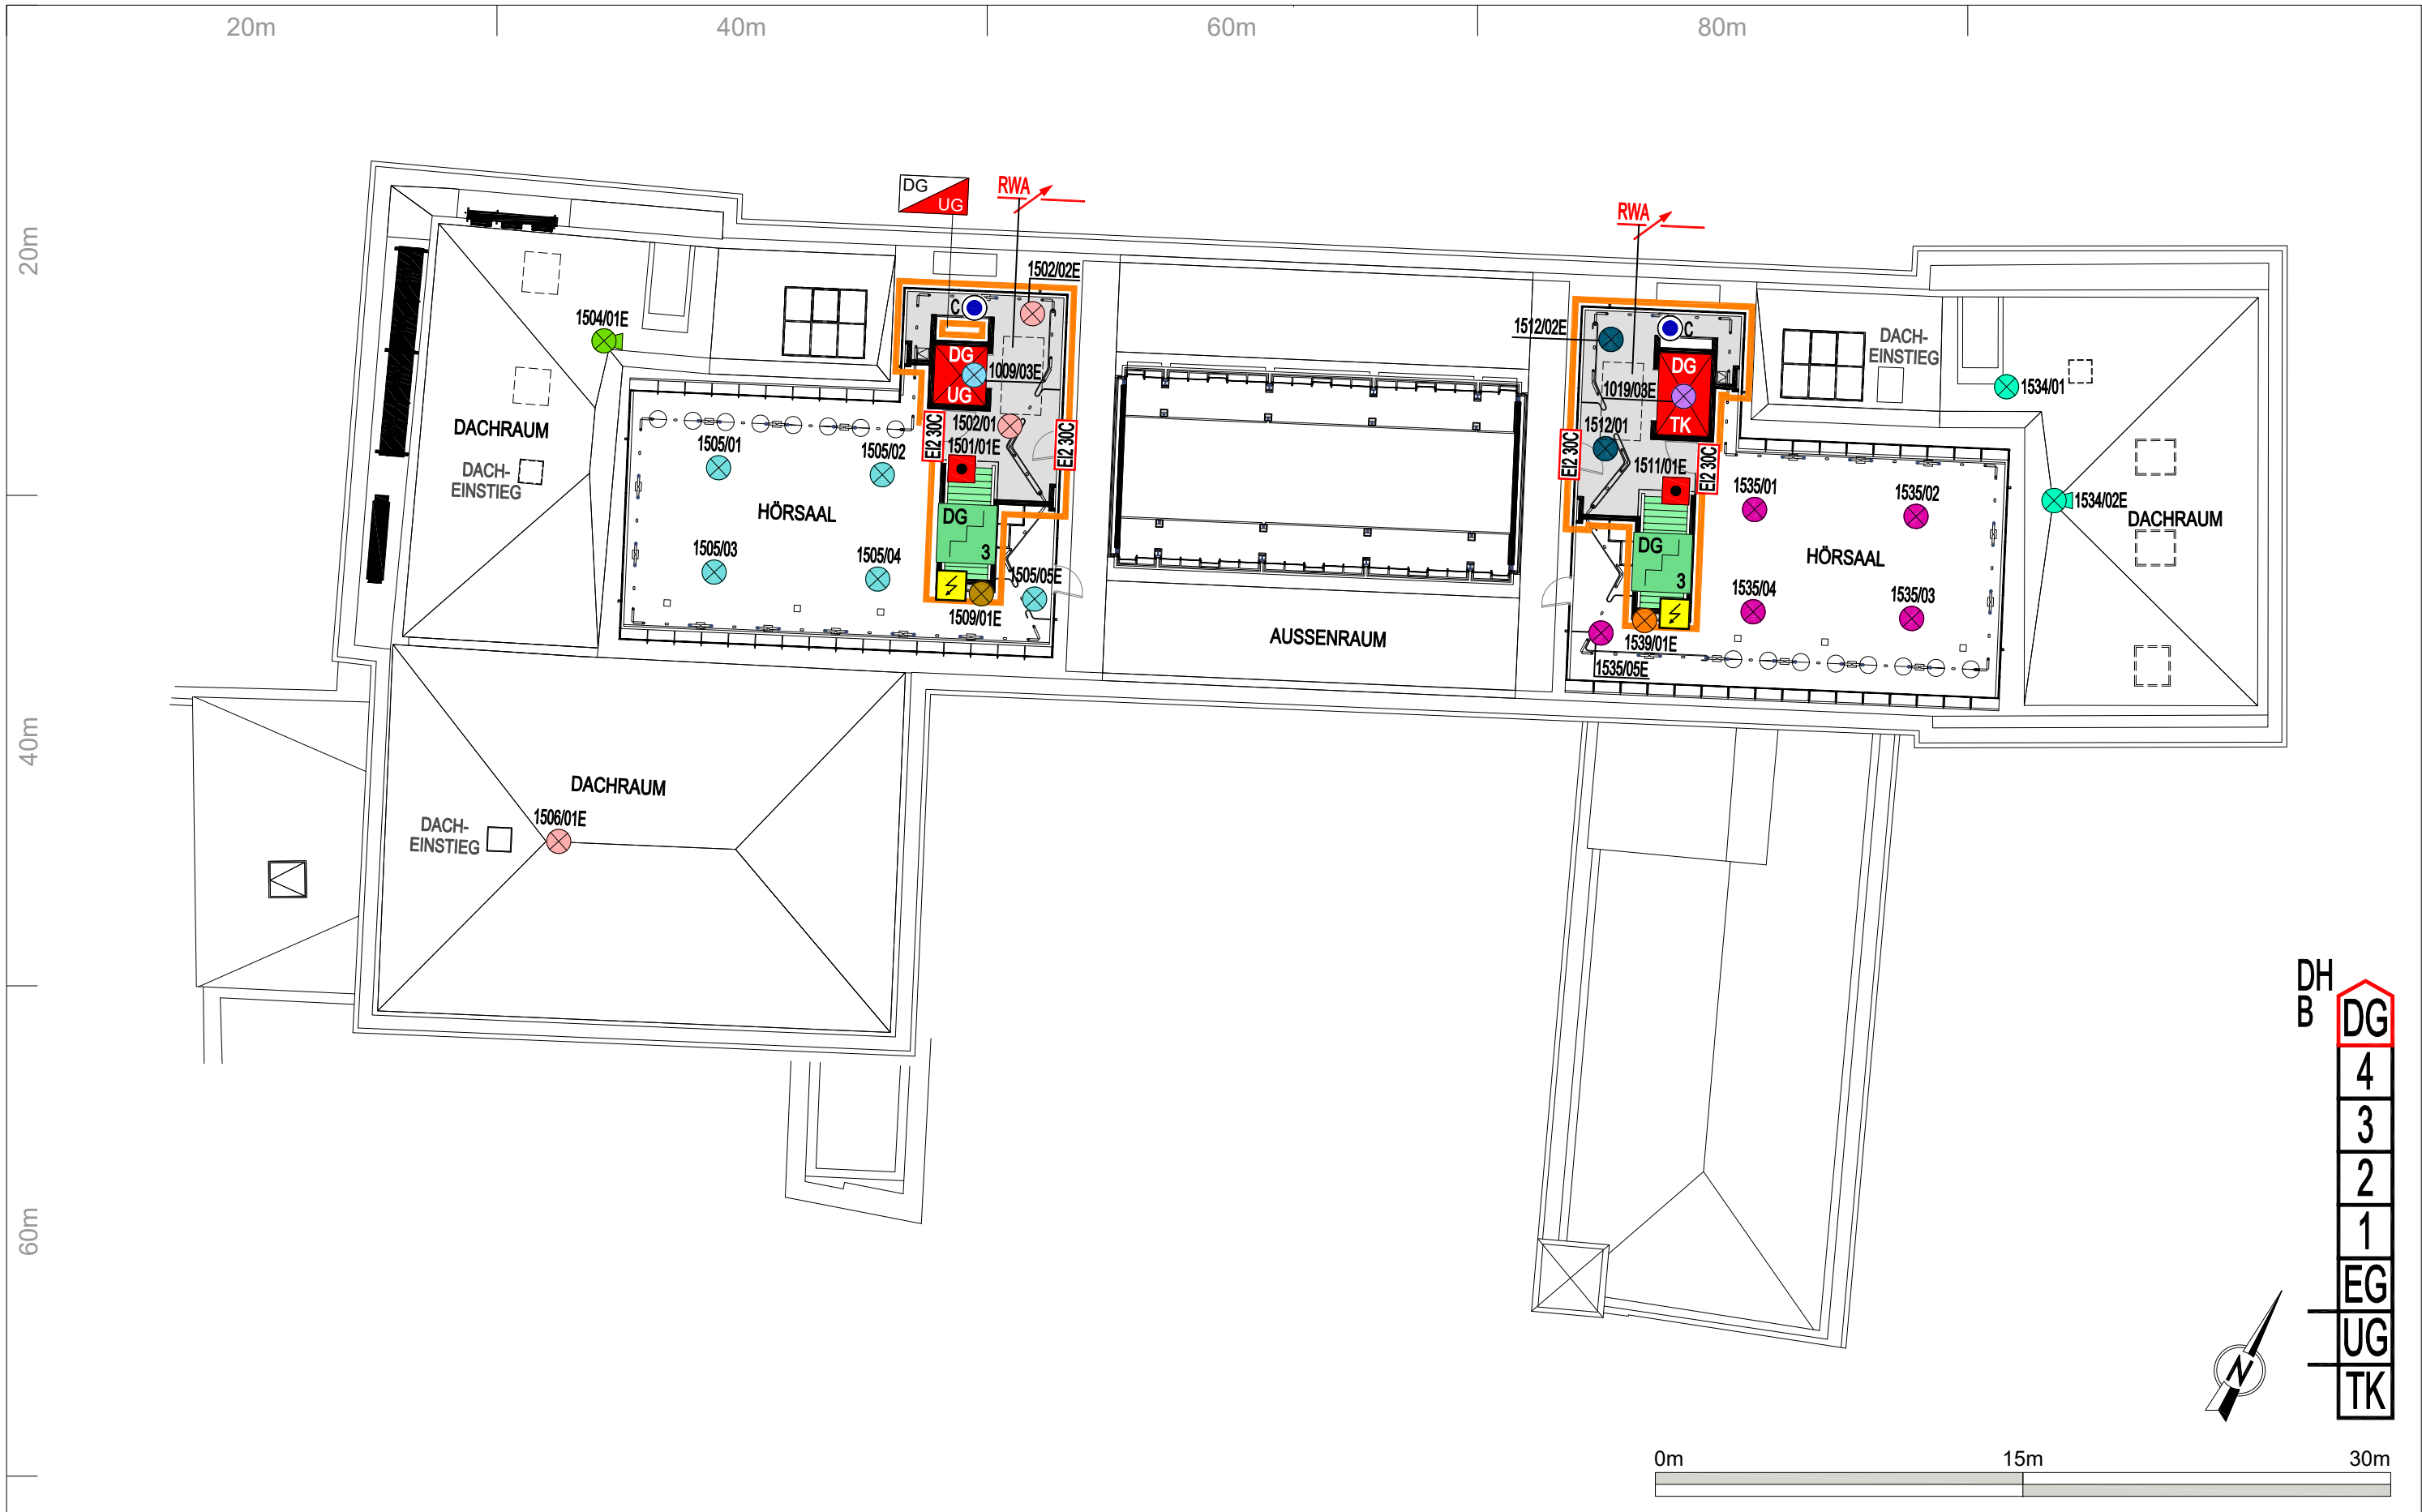 20m
40m
60m
80m
20m
40m
60m
DG
UG
RWA
RWA
1502/02E
C
1504/01E
DG
UG
1009/03E
1512/02E
C
DG
TK
1019/03E
DACH-
EINSTIEG
1534/01
DACHRAUM
DACH-
EINSTIEG
1505/01
1505/02
EI2 30C
1502/01
1501/01E
EI2 30C
HÖRSAAL
DG
3
1505/03
1505/04
1505/05E
1509/01E
AUSSENRAUM
EI2 30C
1512/01
1511/01E
EI2 30C
DG
3
1535/01
1535/02
HÖRSAAL
1535/04
1535/03
1539/01E
1535/05E
1534/02E
DACHRAUM
DACHRAUM
1506/01E
DACH-
EINSTIEG
DH
B
DG
4
3
2
1
EG
UG
TK
N
0m
15m
30m